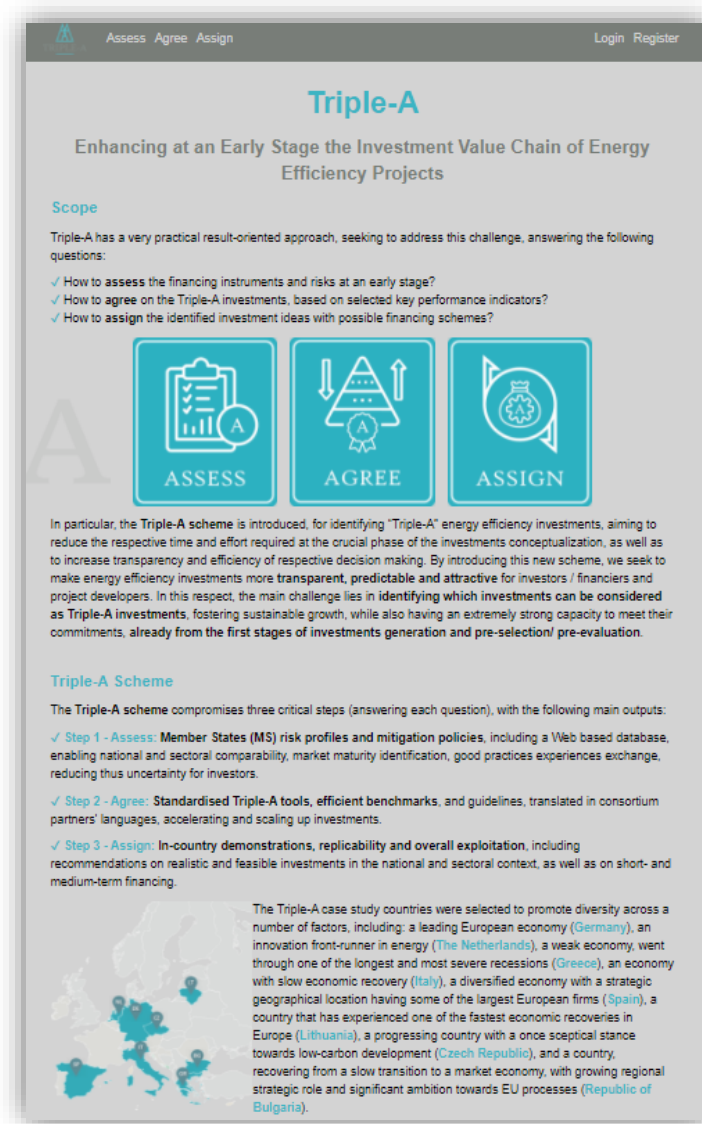 Assess Agree Assign
Login Register
Triple-A
Enhancing at an Early Stage the Investment Value Chain of Energy
Efficiency Projects
Scope
Triple-A has a very practical result-oriented approach, seeking to address this challenge, answering the following
questions:
✓ How to assess the financing instruments and risks at an early stage?
✓ How to agree on the Triple-A investments, based on selected key performance indicators?
✓ How to assign the identified investment ideas with possible financing schemes?
A
A
A
A
ASSESS
AGREE
ASSIGN
In particular, the Triple-A scheme is introduced, for identifying "Triple-A" energy efficiency investments, aiming to
reduce the respective time and effort required at the crucial phase of the investments conceptualization, as well as
to increase transparency and efficiency of respective decision making. By introducing this new scheme, we seek to
make energy efficiency investments more transparent, predictable and attractive for investors / financiers and
project developers. In this respect, the main challenge lies in identifying which investments can be considered
as Triple-A investments, fostering sustainable growth, while also having an extremely strong capacity to meet their
commitments, already from the first stages of investments generation and pre-selection/ pre-evaluation.
Triple-A Scheme
The Triple-A scheme compromises three critical steps (answering each question), with the following main outputs:
✓ Step 1 - Assess: Member States (MS) risk profiles and mitigation policies, including a Web based database,
enabling national and sectoral comparability, market maturity identification, good practices experiences exchange,
reducing thus uncertainty for investors.
✓ Step 2 - Agree: Standardised Triple-A tools, efficient benchmarks, and guidelines, translated in consortium
partners' languages, accelerating and scaling up investments.
✓ Step 3 - Assign: In-country demonstrations, replicability and overall exploitation, including
recommendations on realistic and feasible investments in the national and sectoral context, as well as on short- and
medium-term financing.
The Triple-A case study countries were selected to promote diversity across a
number of factors, including: a leading European economy (Germany), an
innovation front-runner in energy (The Netherlands), a weak economy, went
through one of the longest and most severe recessions (Greece), an economy
with slow economic recovery (Italy), a diversified economy with a strategic
geographical location having some of the largest European firms (Spain), a
country that has experienced one of the fastest economic recoveries in
Europe (Lithuania), a progressing country with a once sceptical stance
towards low-carbon development (Czech Republic), and a country,
recovering from a slow transition to a market economy, with growing regional
strategic role and significant ambition towards EU processes (Republic of
Bulgaria).